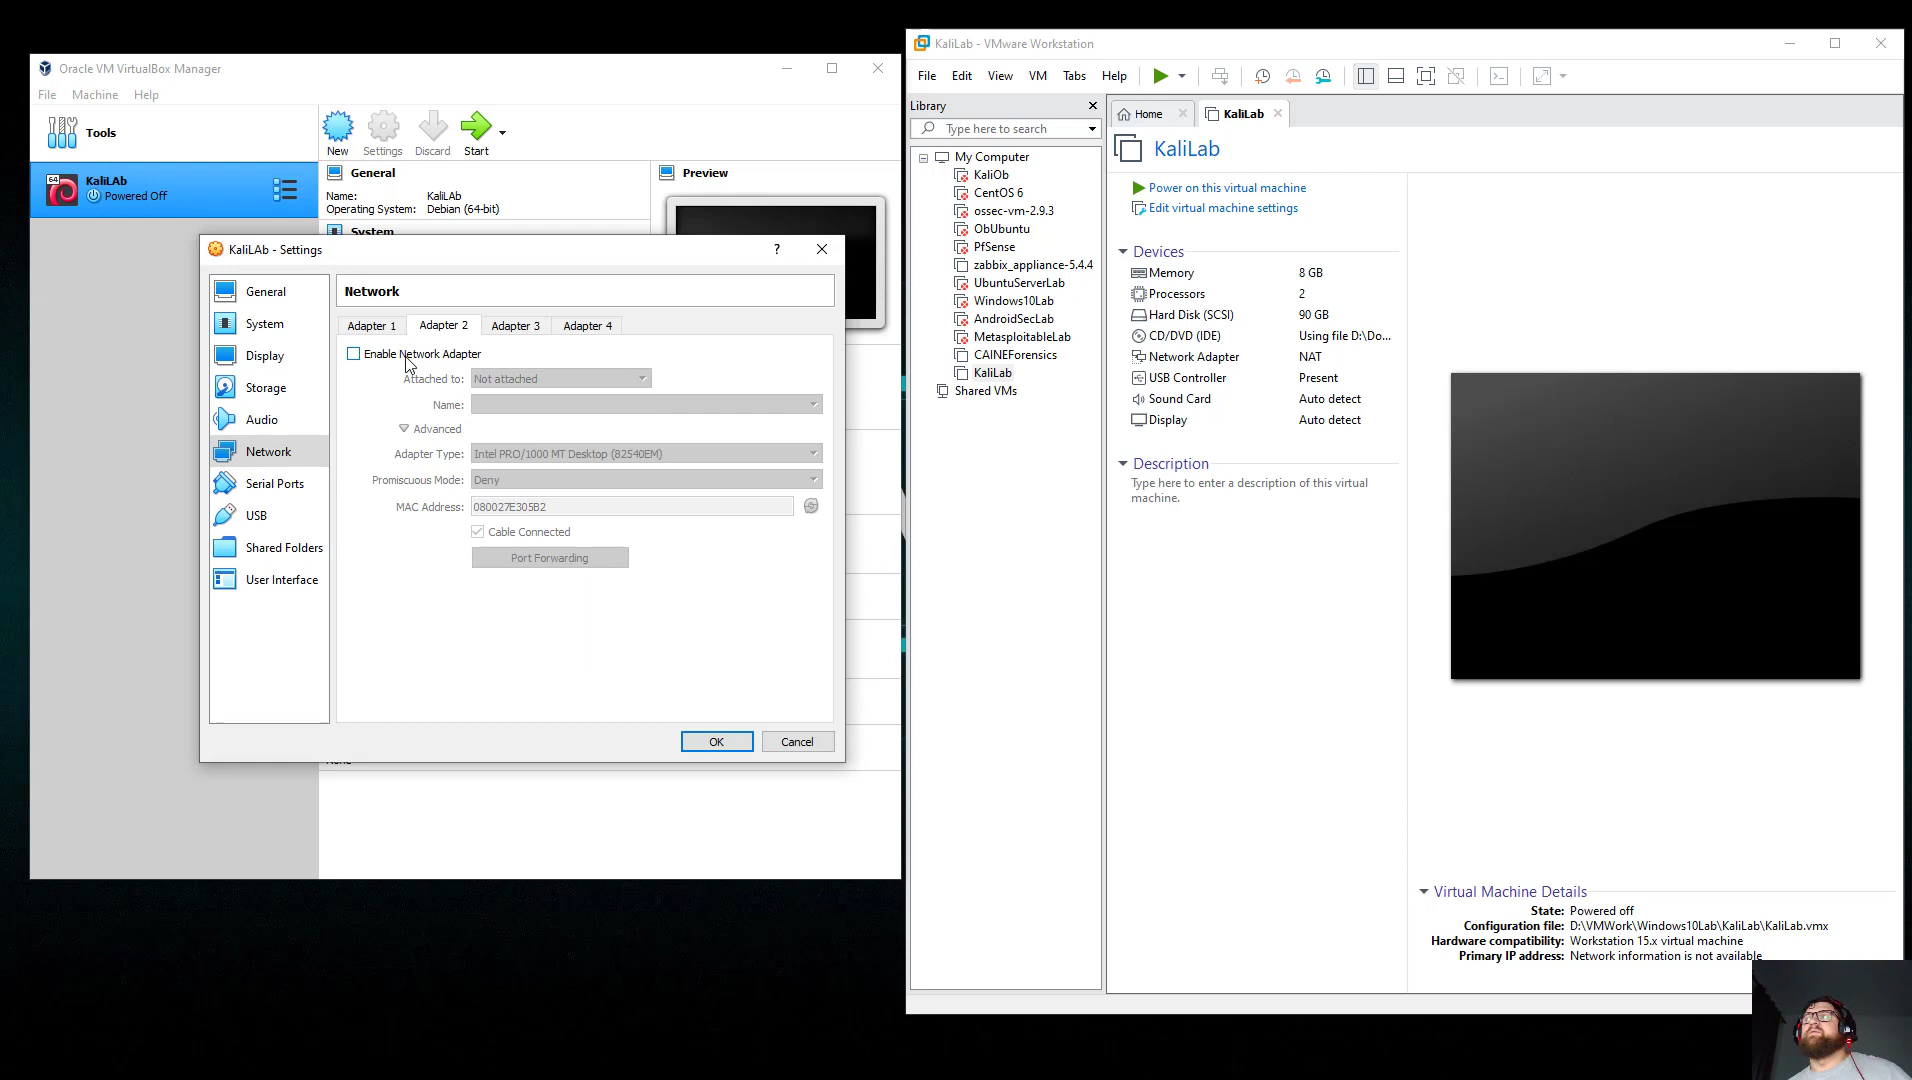 Oracle VM VirtualBox Manager
File Machine Help
Tools
New Settings Discard Start
64
KaliLAb
Powered Off
General
Name: KaliLAb
Operating System: Debian (64-bit)
System
Preview
KaliLAb - Settings
?
General
System
Display
Storage
Audio
Network
Serial Ports
USB
Shared Folders
User Interface
Network
Adapter 1 Adapter 2 Adapter 3 Adapter 4
Enable Network Adapter
Attached to: Not attached
Name:
Advanced
Adapter Type: Intel PRO/1000 MT Desktop (82540EM)
Promiscuous Mode: Deny
MAC Address: 080027E305B2
Cable Connected
Port Forwarding
OK Cancel
None
KaliLab - VMware Workstation
File Edit View VM Tabs Help
Library
Type here to search
My Computer
KaliOb
CentOS 6
ossec-vm-2.9.3
ObUbuntu
PfSense
zabbix_appliance-5.4.4
UbuntuServerLab
Windows10Lab
AndroidSecLab
MetasploitableLab
CAINEForensics
KaliLab
Shared VMs
Home KaliLab
KaliLab
Power on this virtual machine
Edit virtual machine settings
Devices
Memory 8 GB
Processors 2
Hard Disk (SCSI) 90 GB
CD/DVD (IDE) Using file D:\Do...
Network Adapter NAT
USB Controller Present
Sound Card Auto detect
Display Auto detect
Description
Type here to enter a description of this virtual
machine.
Virtual Machine Details
State: Powered off
Configuration file: D:\VMWork\Windows10Lab\KaliLab\KaliLab.vmx
Hardware compatibility: Workstation 15.x virtual machine
Primary IP address: Network information is not available